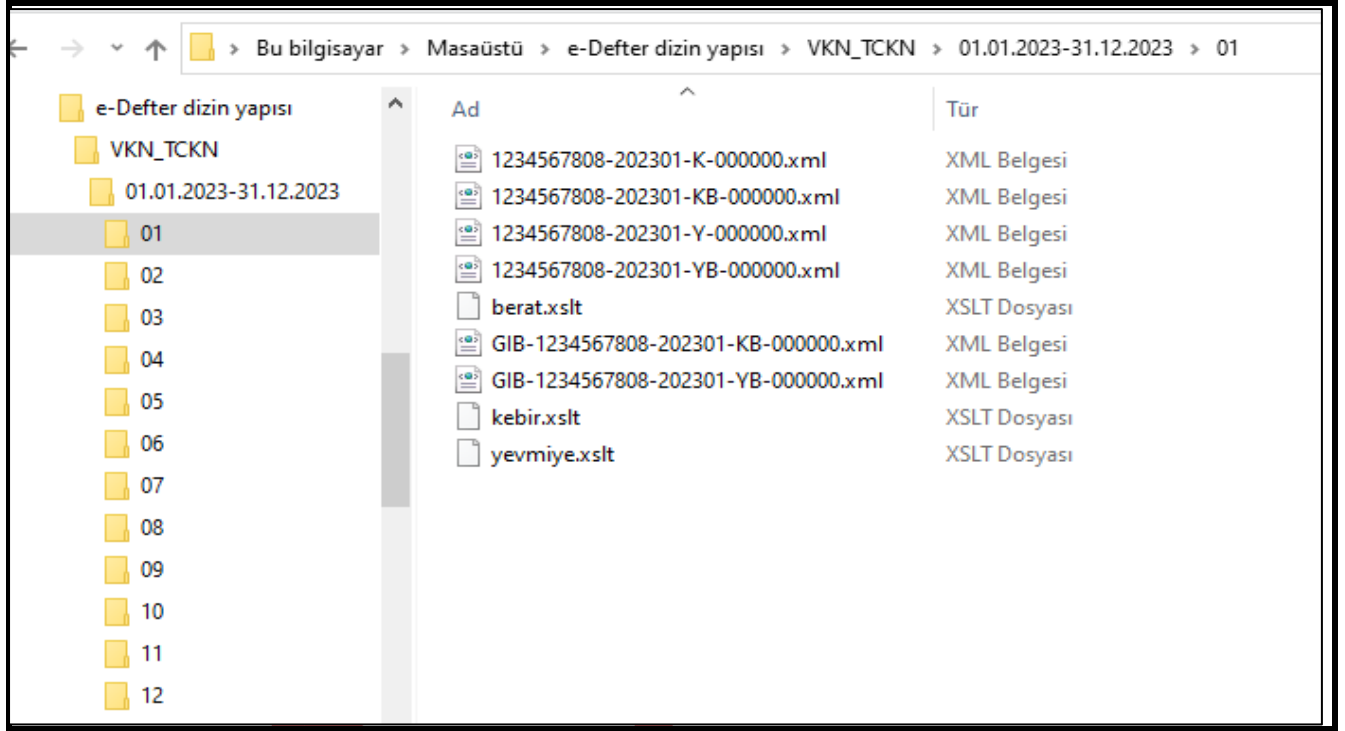 Bu bilgisayar > Masaüstü > e-Defter dizin yapısı > VKN_TCKN > 01.01.2023-31.12.2023 > 01
e-Defter dizin yapısı
VKN_TCKN
01.01.2023-31.12.2023
01
02
03
04
05
06
07
08
09
10
11
12
Ad Tür
1234567808-202301-K-000000.xml XML Belgesi
1234567808-202301-KB-000000.xml XML Belgesi
1234567808-202301-Y-000000.xml XML Belgesi
1234567808-202301-YB-000000.xml XML Belgesi
berat.xslt XSLT Dosyası
GIB-1234567808-202301-KB-000000.xml XML Belgesi
GIB-1234567808-202301-YB-000000.xml XML Belgesi
kebir.xslt XSLT Dosyası
yevmiye.xslt XSLT Dosyası